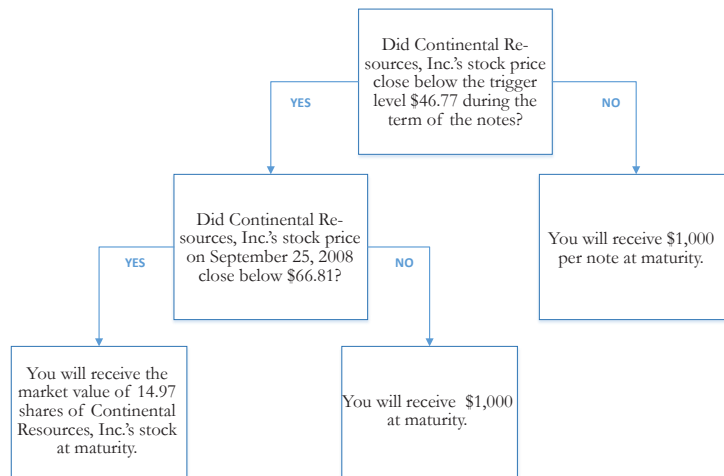 Did Continental Re-
sources, Inc.'s stock price
close below the trigger
level $46.77 during the
term of the notes?
YES
NO
Did Continental Re-
sources, Inc.'s stock price
on September 25, 2008
close below $66.81?
You will receive $1,000
per note at maturity.
YES
NO
You will receive the
market value of 14.97
shares of Continental
Resources, Inc.'s stock
at maturity.
You will receive $1,000
at maturity.